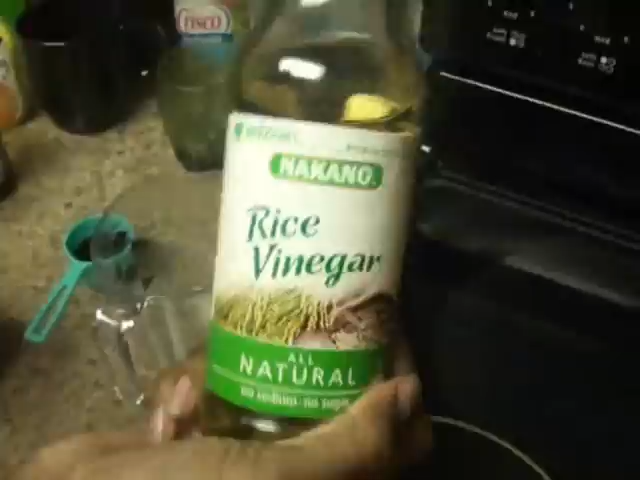 CRISCO
NAKANO
Rice
Vinegar
ALL
NATURAL
no sodium · no sugar